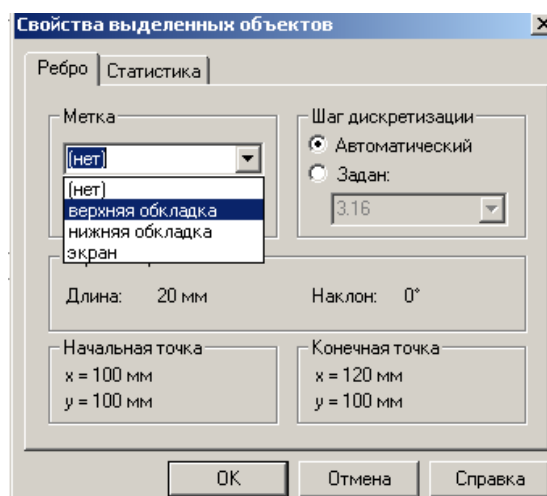 Свойства выделенных объектов
Ребро Статистика
Метка
(нет)
(нет)
верхняя обкладка
нижняя обкладка
экран
Шаг дискретизации
Автоматический
Задан:
3.16
Длина: 20 мм Наклон: 0°
Начальная точка
x = 100 мм
y = 100 мм
Конечная точка
x = 120 мм
y = 100 мм
OK Отмена Справка